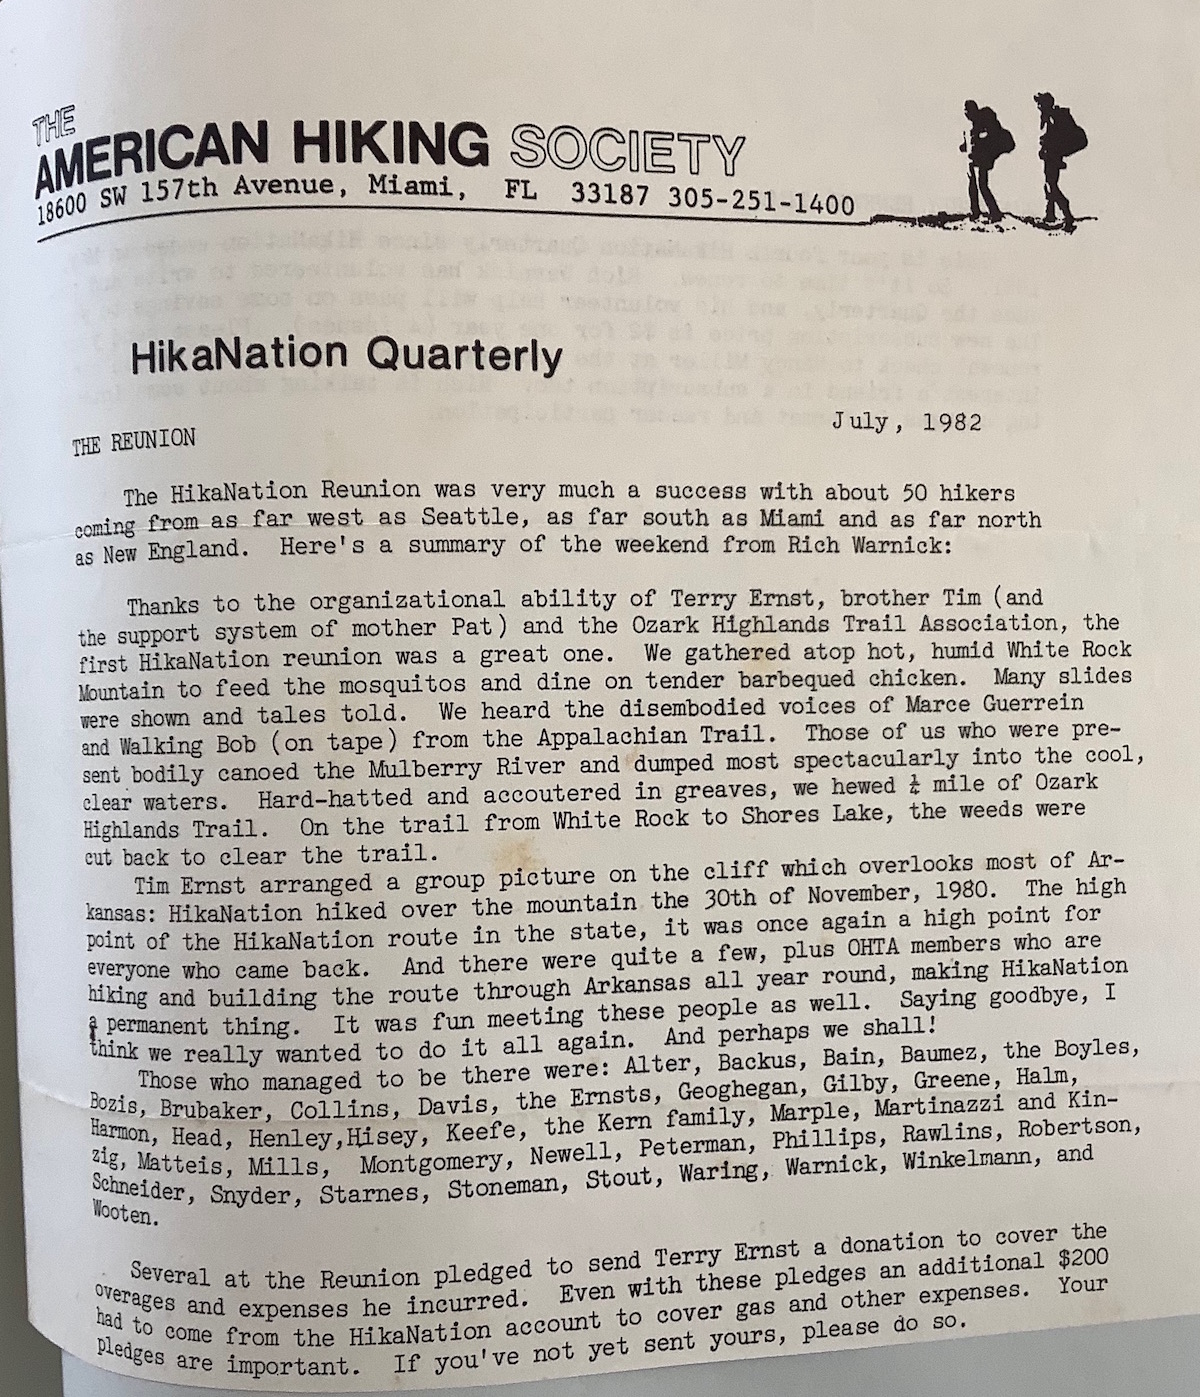 THE
AMERICAN HIKING SOCIETY
18600 SW 157th Avenue, Miami, FL 33187 305-251-1400
HikaNation Quarterly
July, 1982
THE REUNION
The HikaNation Reunion was very much a success with about 50 hikers
coming from as far west as Seattle, as far south as Miami and as far north
as New England. Here's a summary of the weekend from Rich Warnick:
Thanks to the organizational ability of Terry Ernst, brother Tim (and
the support system of mother Pat) and the Ozark Highlands Trail Association, the
first HikaNation reunion was a great one. We gathered atop hot, humid White Rock
Mountain to feed the mosquitos and dine on tender barbequed chicken. Many slides
were shown and tales told. We heard the disembodied voices of Marce Guerrein
and Walking Bob (on tape) from the Appalachian Trail. Those of us who were pre-
sent bodily canoed the Mulberry River and dumped most spectacularly into the cool,
clear waters. Hard-hatted and accoutered in greaves, we hewed ¼ mile of Ozark
Highlands Trail. On the trail from White Rock to Shores Lake, the weeds were
cut back to clear the trail.
Tim Ernst arranged a group picture on the cliff which overlooks most of Ar-
kansas: HikaNation hiked over the mountain the 30th of November, 1980. The high
point of the HikaNation route in the state, it was once again a high point for
everyone who came back. And there were quite a few, plus OHTA members who are
hiking and building the route through Arkansas all year round, making HikaNation
a permanent thing. It was fun meeting these people as well. Saying goodbye, I
think we really wanted to do it all again. And perhaps we shall!
Those who managed to be there were: Alter, Backus, Bain, Baumez, the Boyles,
Bozis, Brubaker, Collins, Davis, the Ernsts, Geoghegan, Gilby, Greene, Halm,
Harmon, Head, Henley,Hisey, Keefe, the Kern family, Marple, Martinazzi and Kin-
zig, Matteis, Mills, Montgomery, Newell, Peterman, Phillips, Rawlins, Robertson,
Schneider, Snyder, Starnes, Stoneman, Stout, Waring, Warnick, Winkelmann, and
Wooten.
Several at the Reunion pledged to send Terry Ernst a donation to cover the
overages and expenses he incurred. Even with these pledges an additional $200
had to come from the HikaNation account to cover gas and other expenses. Your
pledges are important. If you've not yet sent yours, please do so.